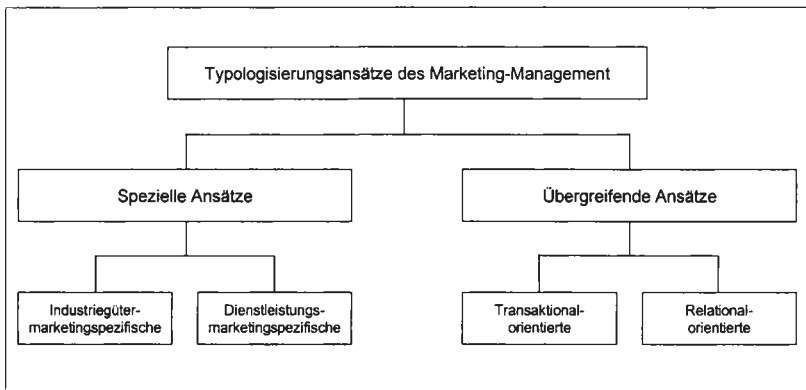 Typologisierungsansätze des Marketing-Management
Spezielle Ansätze
Übergreifende Ansätze
Industriegüter-
marketingspezifische
Dienstleistungs-
marketingspezifische
Transaktional-
orientierte
Relational-
orientierte